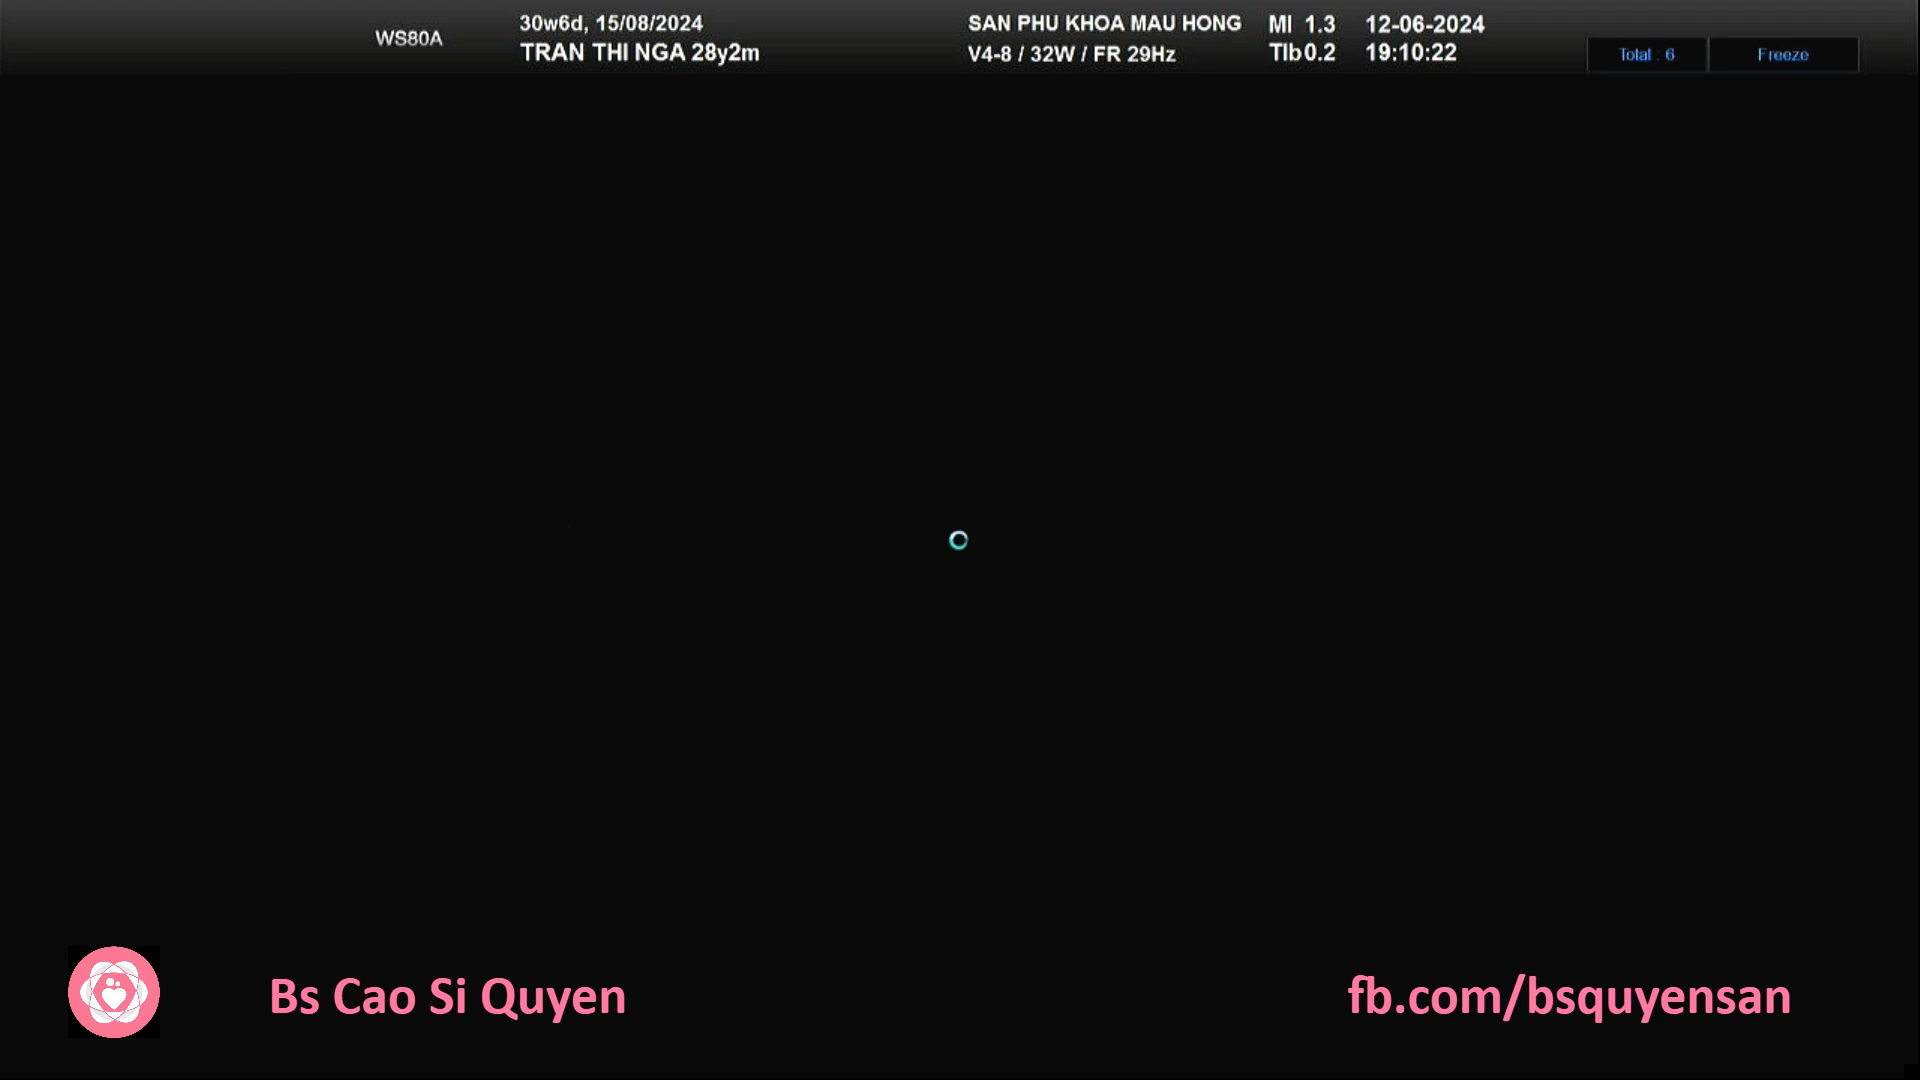 WS80A
30w6d, 15/08/2024
TRAN THI NGA 28y2m
SAN PHU KHOA MAU HONG
V4-8 / 32W / FR 29Hz
MI 1.3
TIb0.2
12-06-2024
19:10:22
Total : 6
Freeze
Bs Cao Si Quyen
fb.com/bsquyensan